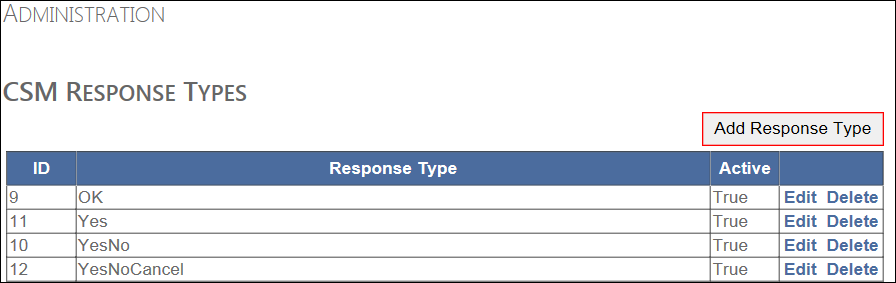 ADMINISTRATION
CSM RESPONSE TYPES
Add Response Type
ID Response Type Active
9 OK True Edit Delete
11 Yes True Edit Delete
10 YesNo True Edit Delete
12 YesNoCancel True Edit Delete